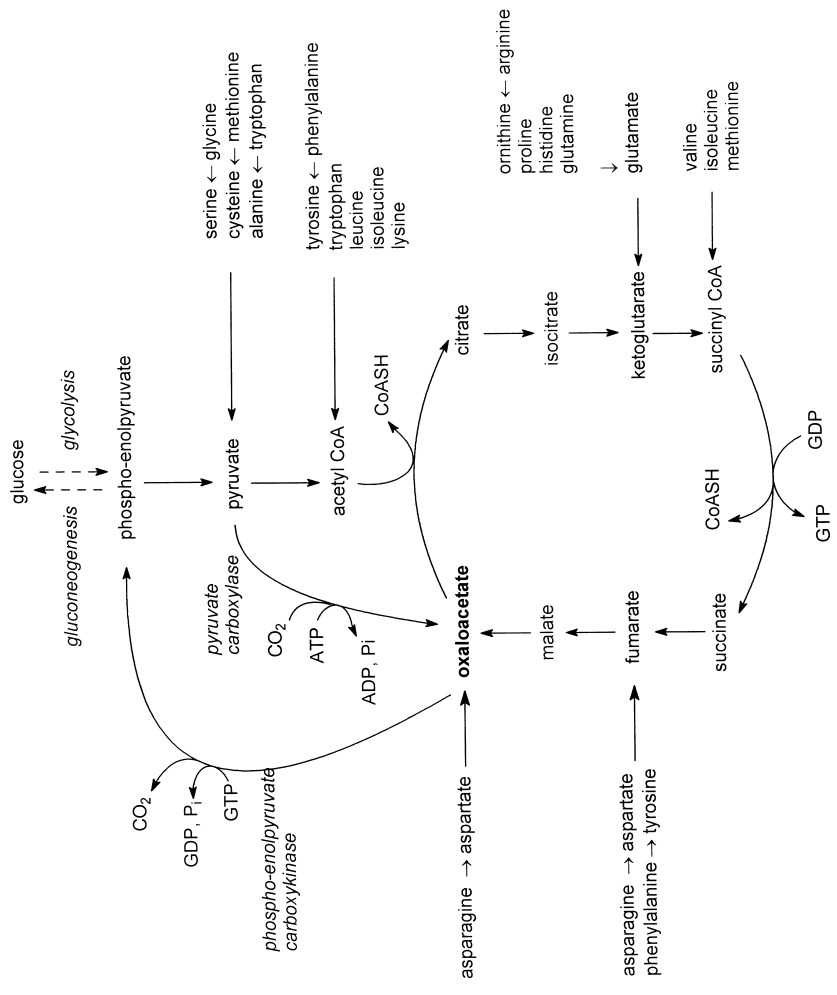 glucose
gluconeogenesis
glycolysis
phospho-enolpyruvate
serine ← glycine
cysteine ← methionine
alanine ← tryptophan
CO2
GDP, Pi
GTP
phospho-enolpyruvate
carboxykinase
pyruvate
carboxylase
pyruvate
CO2
ATP
ADP, Pi
acetyl CoA
tyrosine ← phenylalanine
tryptophan
leucine
isoleucine
lysine
CoASH
asparagine → aspartate
oxaloacetate
citrate
malate
isocitrate
ornithine ← arginine
proline
histidine
glutamine
↓
glutamate
asparagine → aspartate
phenylalanine → tyrosine
fumarate
ketoglutarate
succinate
CoASH
succinyl CoA
valine
isoleucine
methionine
GTP
GDP